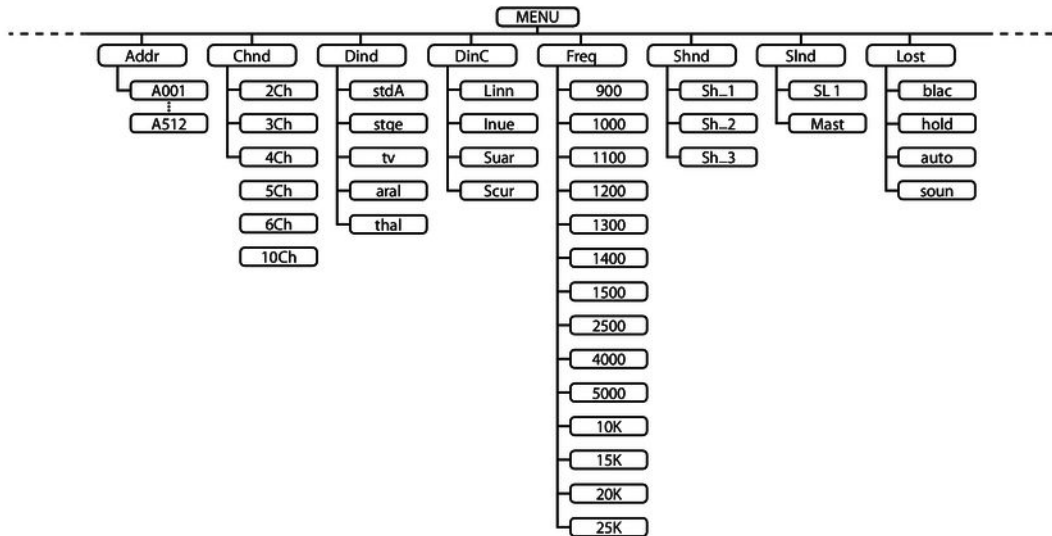 MENU
Addr
A001
A512
Chnd
2Ch
3Ch
4Ch
5Ch
6Ch
10Ch
Dind
stdA
stge
tv
aral
thal
DinC
Linn
Inue
Suar
Scur
Freq
900
1000
1100
1200
1300
1400
1500
2500
4000
5000
10K
15K
20K
25K
Shnd
Sh_1
Sh_2
Sh_3
Slnd
SL 1
Mast
Lost
blac
hold
auto
soun